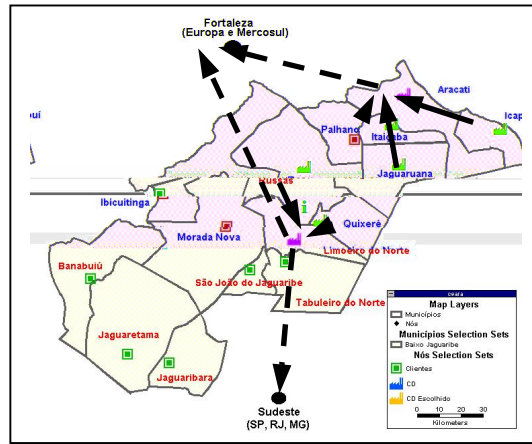 Fortaleza
(Europa e Mercosul)
Aracati
Icap
Palhano
Itaiçaba
Jaguaruana
Russas
Ibicuitinga
Quixerê
Morada Nova
Limoeiro do Norte
Banabuiú
São João do Jaguaribe
Tabuleiro do Norte
Jaguaretama
Jaguaribara
Sudeste
(SP, RJ, MG)
Ceará
Map Layers
Municípios
Nós
Municípios Selection Sets
Baixo Jaguaribe
Nós Selection Sets
Clientes
CD
CD Escolhido
0 10 20 30
Kilometers